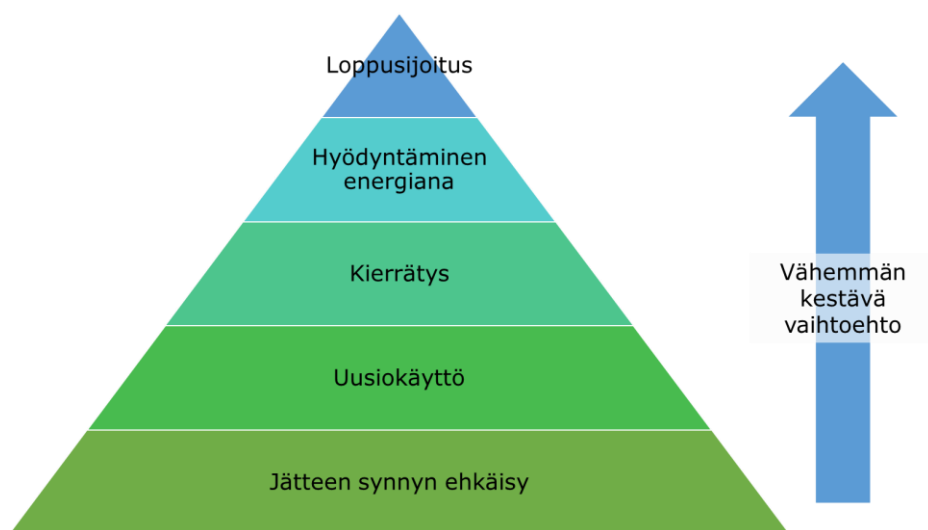 Loppusijoitus
Hyödyntäminen
energiana
Kierrätys
Uusiokäyttö
Jätteen synnyn ehkäisy
Vähemmän
kestävä
vaihtoehto